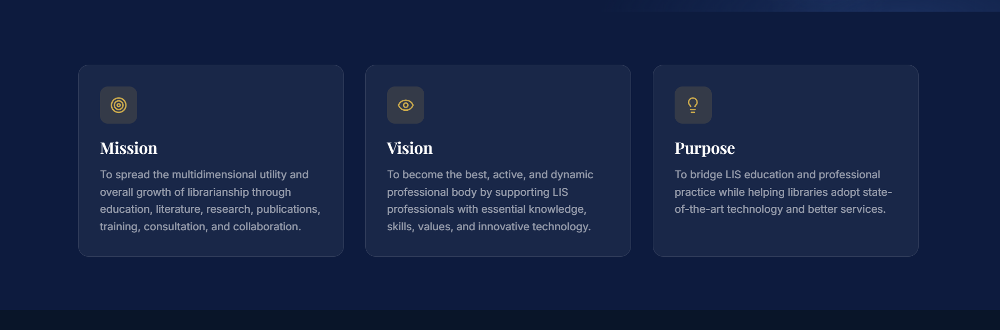 Mission
To spread the multidimensional utility and
overall growth of librarianship through
education, literature, research, publications,
training, consultation, and collaboration.
Vision
To become the best, active, and dynamic
professional body by supporting LIS
professionals with essential knowledge,
skills, values, and innovative technology.
Purpose
To bridge LIS education and professional
practice while helping libraries adopt state-
of-the-art technology and better services.